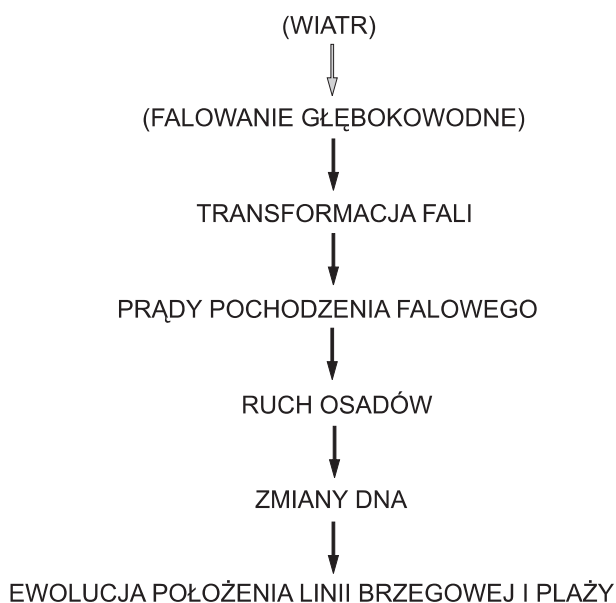 (WIATR)
(FALOWANIE GŁĘBOKOWODNE)
TRANSFORMACJA FALI
PRĄDY POCHODZENIA FALOWEGO
RUCH OSADÓW
ZMIANY DNA
EWOLUCJA POŁOŻENIA LINII BRZEGOWEJ I PLAŻY